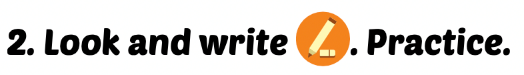 2. Look and write . Practice.